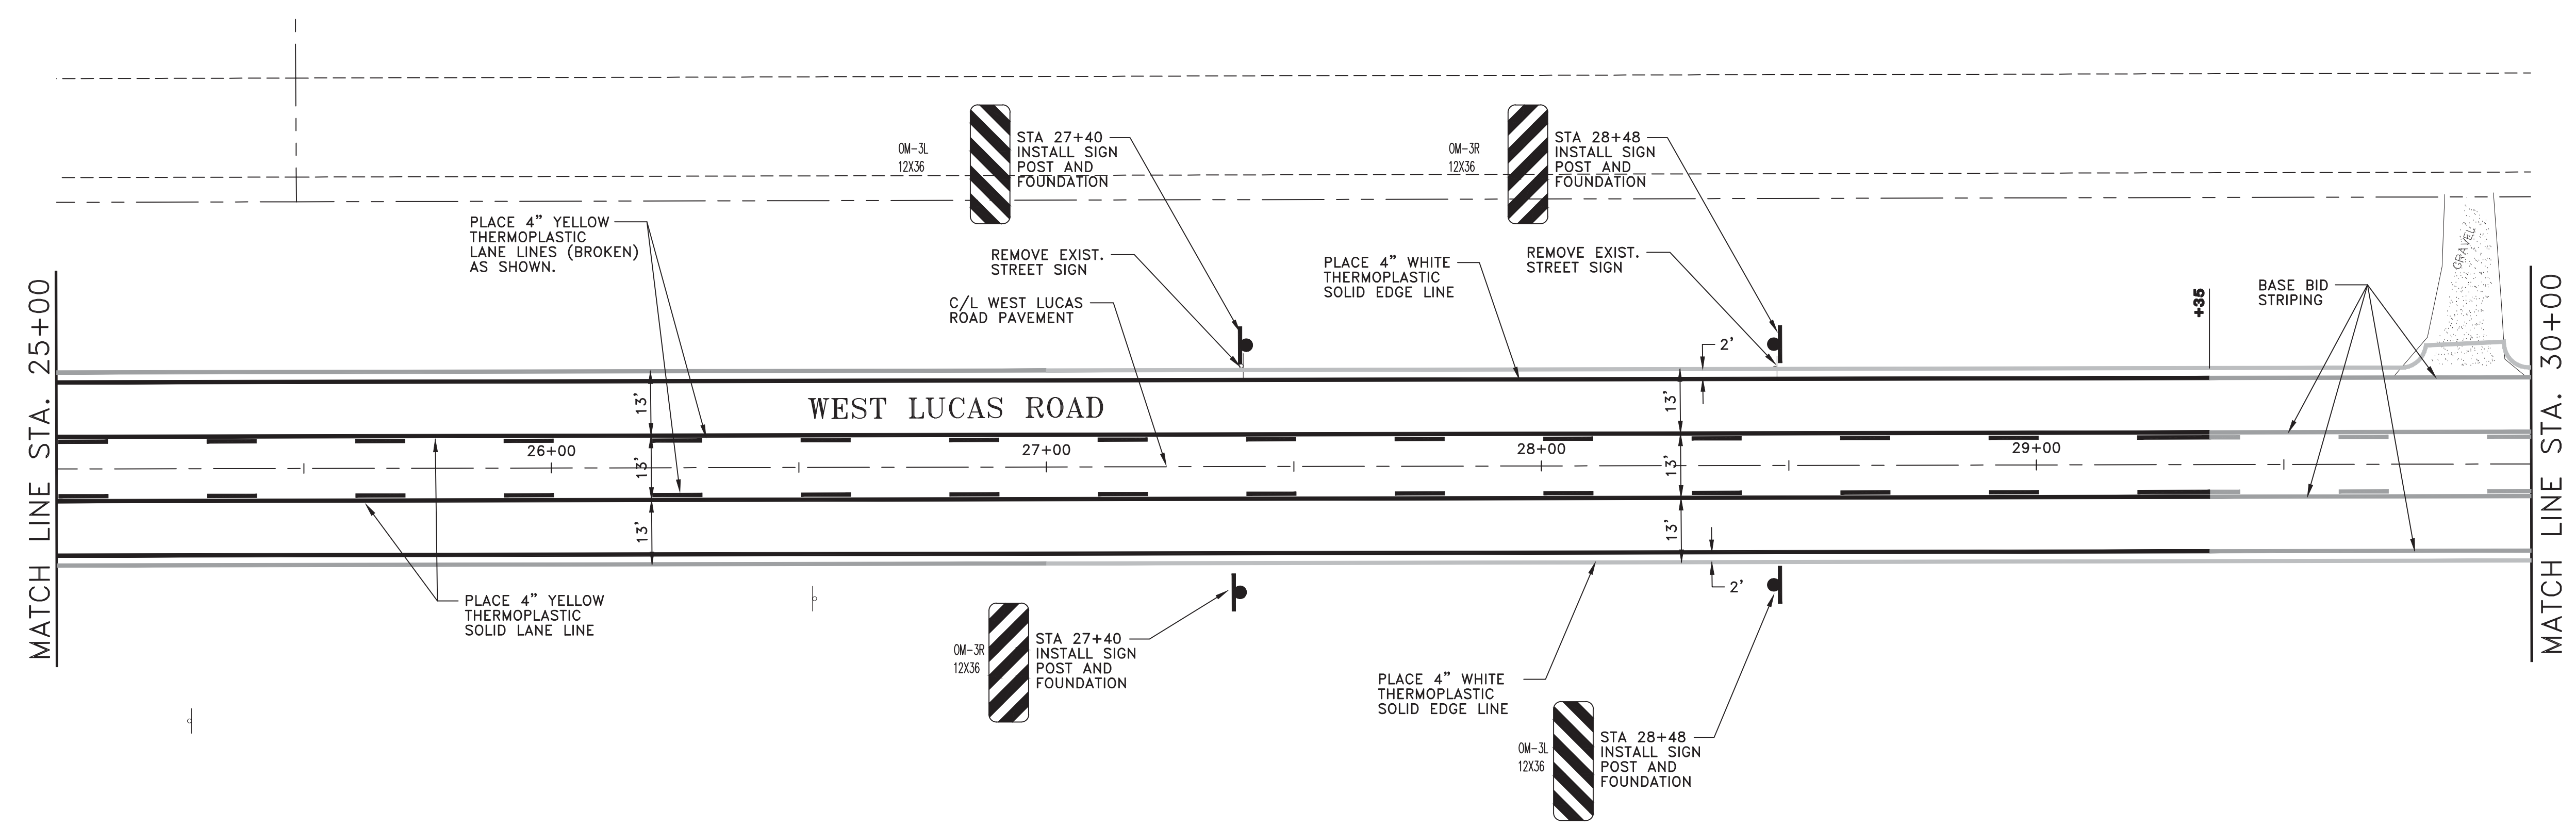 OM-3L
12X36
STA 27+40
INSTALL SIGN
POST AND
FOUNDATION
OM-3R
12X36
STA 28+48
INSTALL SIGN
POST AND
FOUNDATION
PLACE 4” YELLOW
THERMOPLASTIC
LANE LINES (BROKEN)
AS SHOWN.
REMOVE EXIST.
STREET SIGN
C/L WEST LUCAS
ROAD PAVEMENT
PLACE 4” WHITE
THERMOPLASTIC
SOLID EDGE LINE
REMOVE EXIST.
STREET SIGN
+35
BASE BID
STRIPING
GRAVEL
MATCH LINE STA. 25+00
MATCH LINE STA. 30+00
2’
13’
WEST LUCAS ROAD
13’
26+00
27+00
28+00
29+00
13’
13’
13’
13’
2’
PLACE 4” YELLOW
THERMOPLASTIC
SOLID LANE LINE
OM-3R
12X36
STA 27+40
INSTALL SIGN
POST AND
FOUNDATION
PLACE 4” WHITE
THERMOPLASTIC
SOLID EDGE LINE
OM-3L
12X36
STA 28+48
INSTALL SIGN
POST AND
FOUNDATION